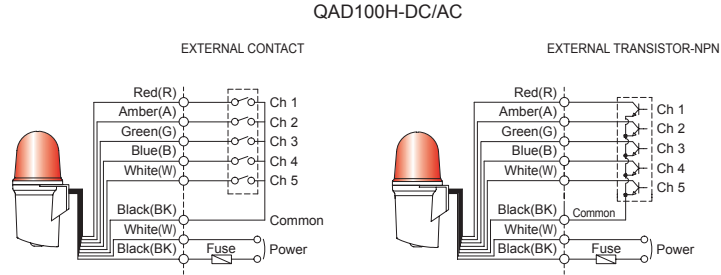 QAD100H-DC/AC
EXTERNAL CONTACT
Red(R)
Amber(A)
Green(G)
Blue(B)
White(W)
Black(BK)
White(W)
Black(BK)
Ch 1
Ch 2
Ch 3
Ch 4
Ch 5
Common
Fuse
Power
EXTERNAL TRANSISTOR-NPN
Red(R)
Amber(A)
Green(G)
Blue(B)
White(W)
Black(BK)
White(W)
Black(BK)
Ch 1
Ch 2
Ch 3
Ch 4
Ch 5
Common
Fuse
Power